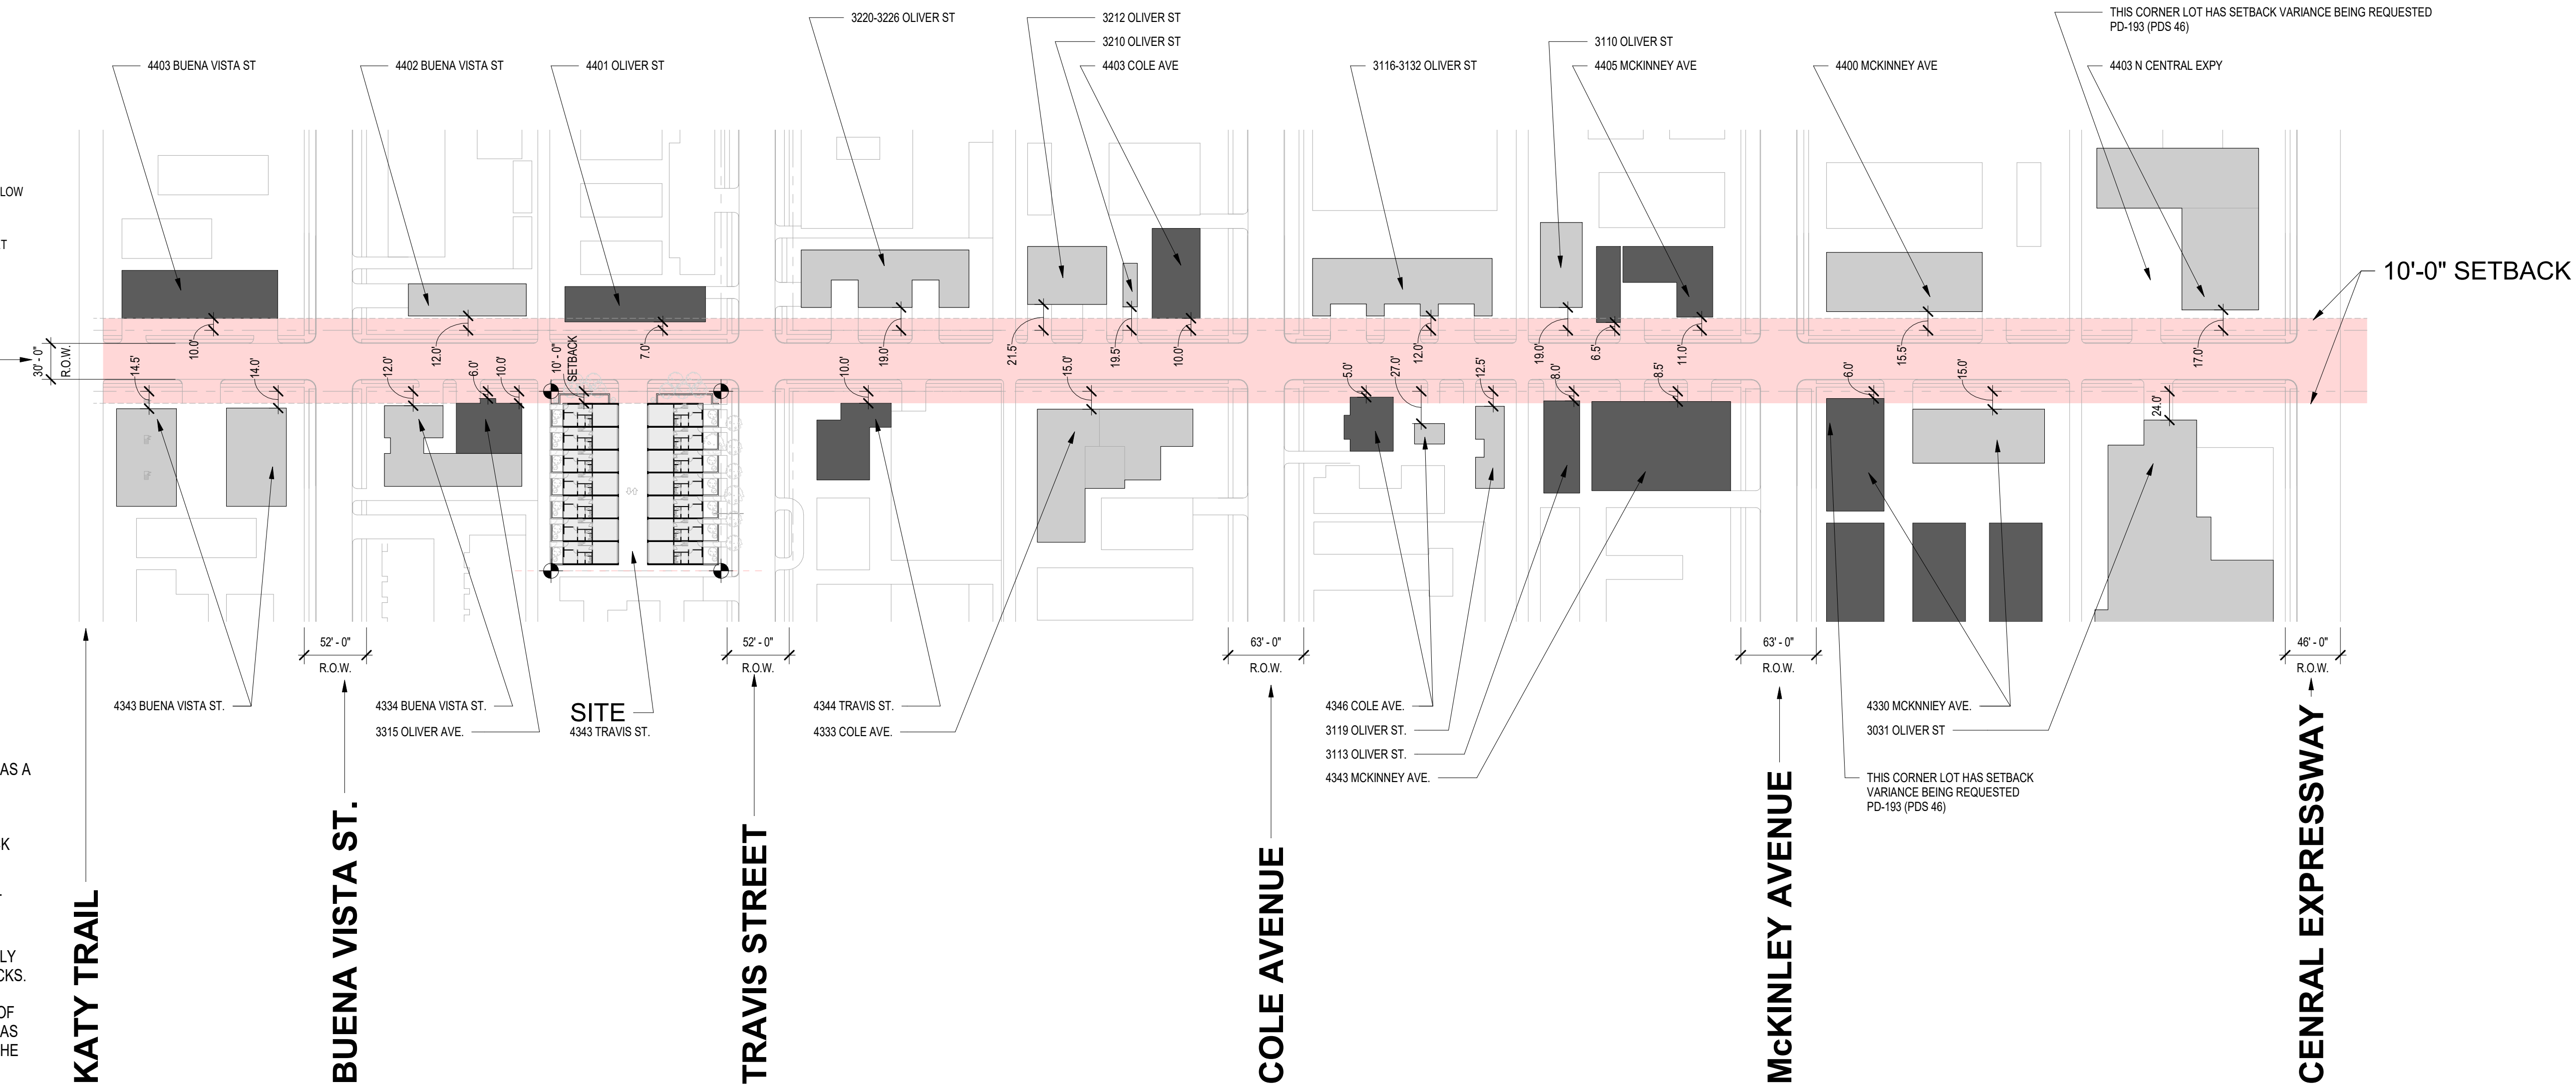 3220-3226 OLIVER ST
3212 OLIVER ST
THIS CORNER LOT HAS SETBACK VARIANCE BEING REQUESTED
PD-193 (PDS 46)
3210 OLIVER ST
3110 OLIVER ST
4403 BUENA VISTA ST
4402 BUENA VISTA ST
4401 OLIVER ST
4403 COLE AVE
3116-3132 OLIVER ST
4405 MCKINNEY AVE
4400 MCKINNEY AVE
4403 N CENTRAL EXPY
LOW
10'-0" SETBACK
10.0'
12.0'
7.0'
19.0'
21.5'
19.5'
10.0'
12.0'
19.0'
6.5'
11.0'
15.5'
17.0'
30' - 0"
R.O.W.
14.5'
14.0'
12.0'
6.0'
10.0'
10' - 0"
SETBACK
10.0'
15.0'
5.0'
27.0'
12.5'
8.0'
8.5'
6.0'
15.0'
24.0'
52' - 0"
R.O.W.
52' - 0"
R.O.W.
63' - 0"
R.O.W.
63' - 0"
R.O.W.
46' - 0"
R.O.W.
4343 BUENA VISTA ST.
4334 BUENA VISTA ST.
3315 OLIVER AVE.
SITE
4343 TRAVIS ST.
4344 TRAVIS ST.
4333 COLE AVE.
4346 COLE AVE.
3119 OLIVER ST.
3113 OLIVER ST.
4343 MCKINNEY AVE.
4330 MCKNNIEY AVE.
3031 OLIVER ST
THIS CORNER LOT HAS SETBACK
VARIANCE BEING REQUESTED
PD-193 (PDS 46)
AS A
LY
CKS.
OF
AS
HE
KATY TRAIL
BUENA VISTA ST.
TRAVIS STREET
COLE AVENUE
McKINLEY AVENUE
CENRAL EXPRESSWAY